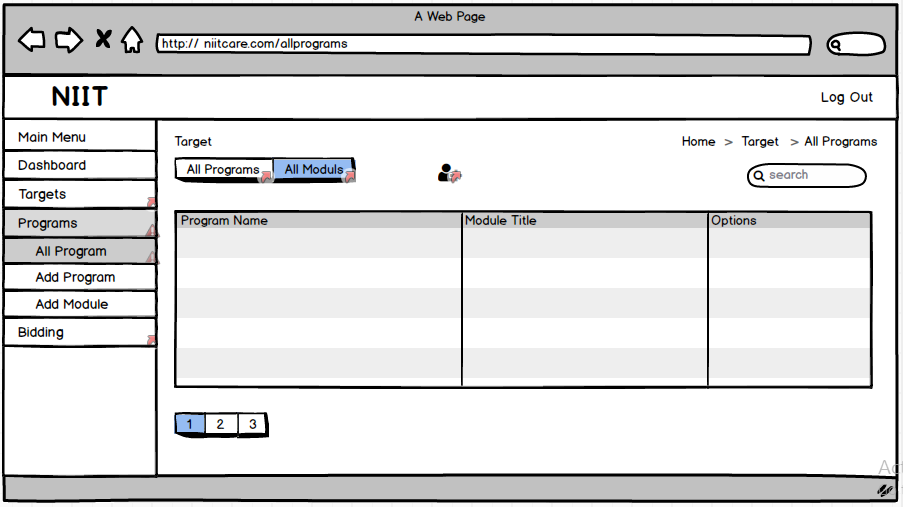 A Web Page
http:// niitcare.com/allprograms
NIIT
Log Out
Main Menu
Dashboard
Targets
Programs
All Program
Add Program
Add Module
Bidding
Target
Home > Target > All Programs
All Programs All Moduls
search
Program Name Module Title Options
1 2 3